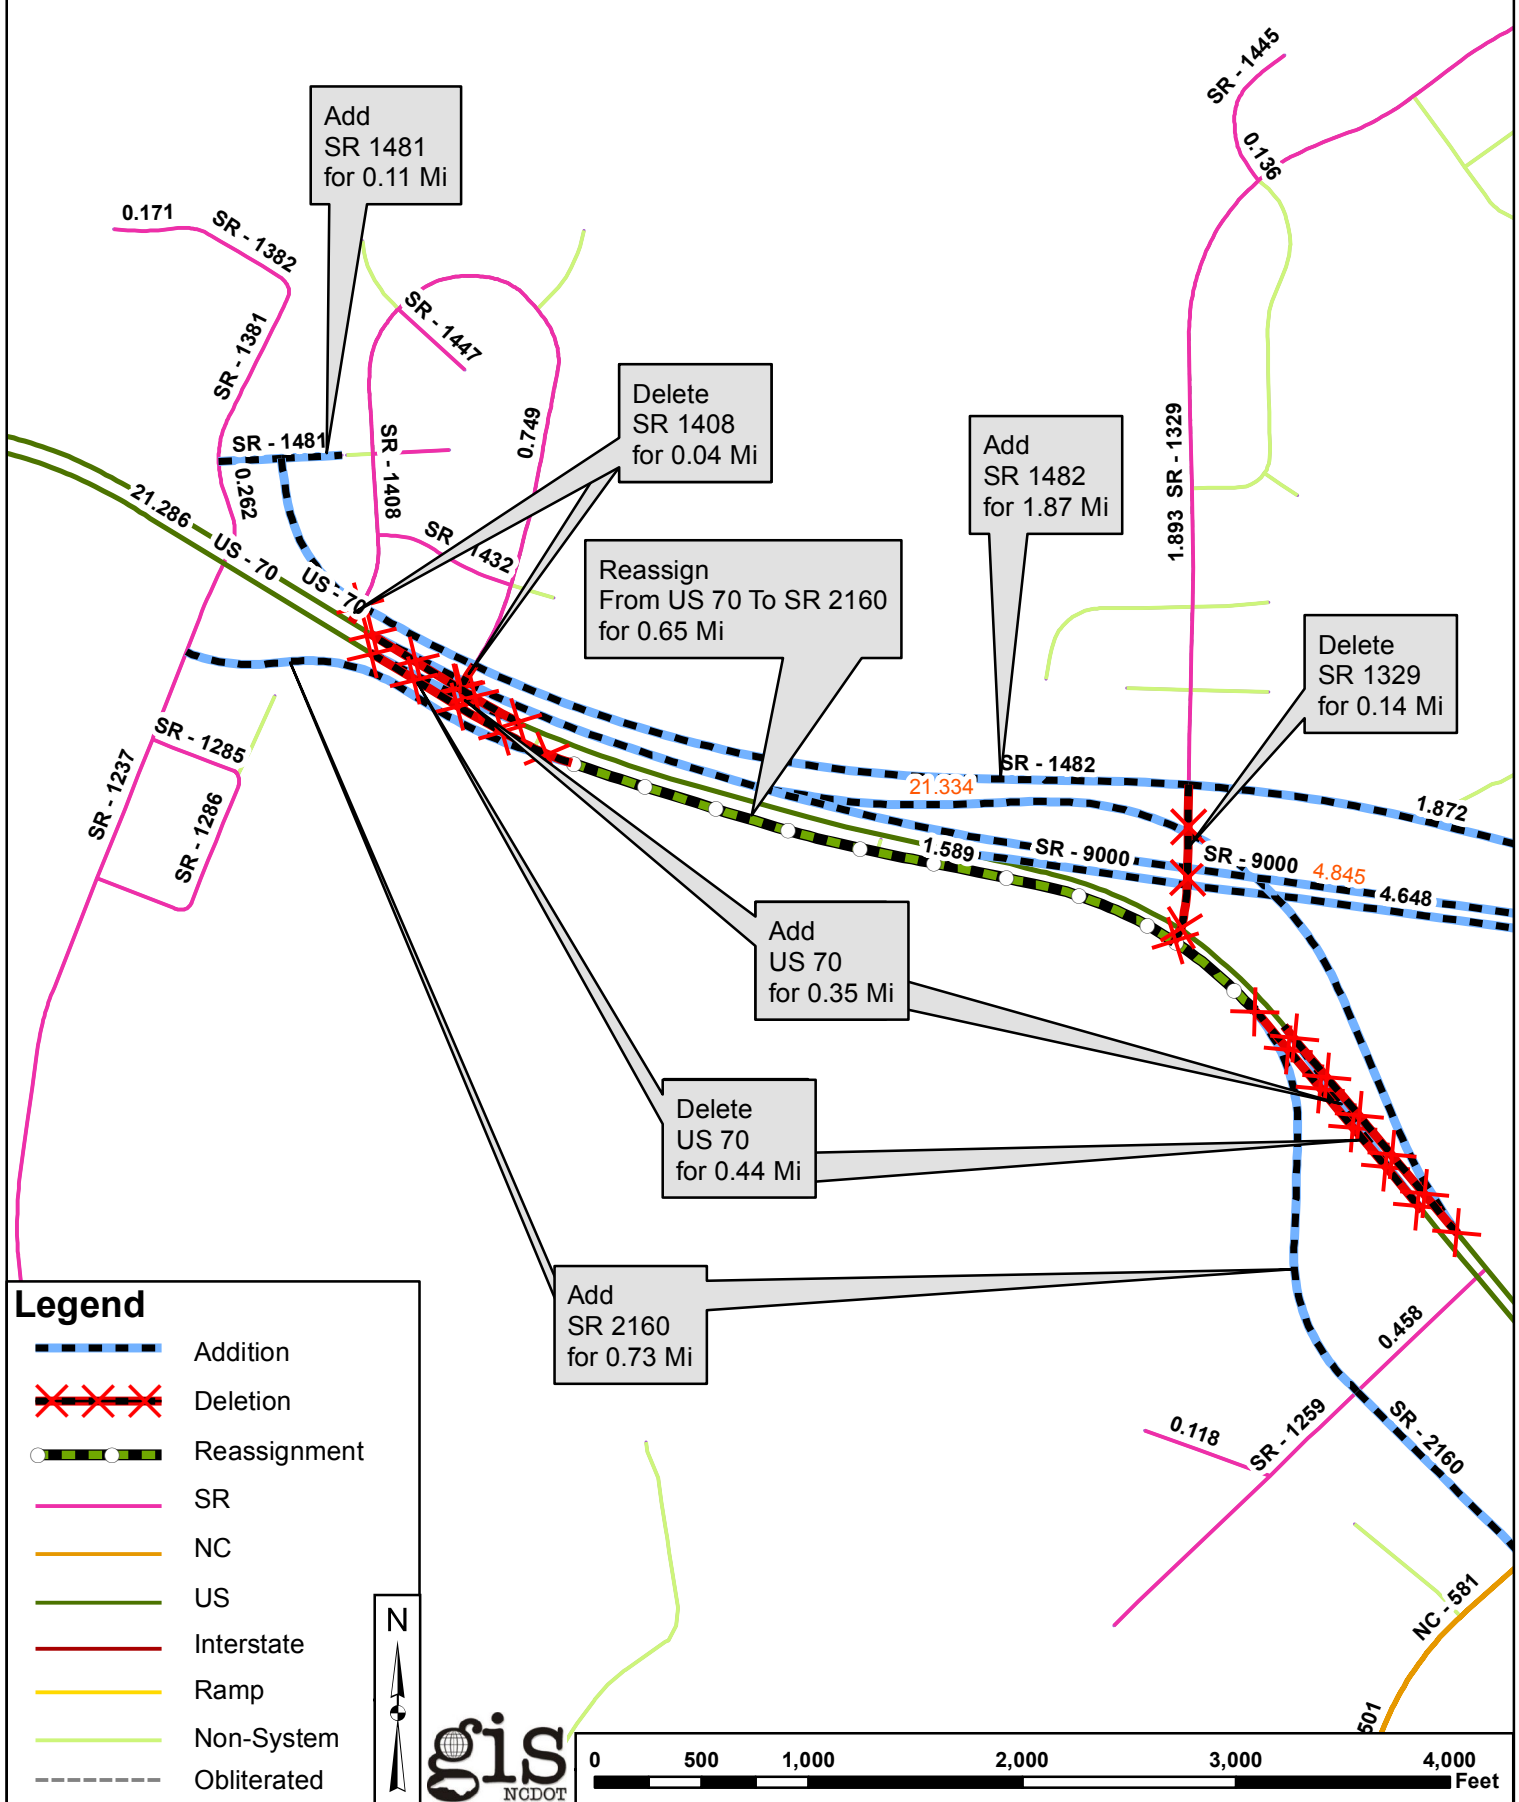 SR - 1445
Add
SR 1481
for 0.11 Mi
0.136
0.171
SR - 1382
SR - 1381
SR - 1447
Delete
SR 1408
for 0.04 Mi
0.749
1.893 SR - 1329
Add
SR 1482
for 1.87 Mi
SR - 1481
SR - 1408
0.262
21.286
US - 70
US - 70
SR - 1432
Reassign
From US 70 To SR 2160
for 0.65 Mi
Delete
SR 1329
for 0.14 Mi
SR - 1285
SR - 1237
SR - 1286
SR - 1482
21.334
1.872
1.589
SR - 9000
SR - 9000
4.845
4.648
Add
US 70
for 0.35 Mi
Delete
US 70
for 0.44 Mi
Add
SR 2160
for 0.73 Mi
0.458
0.118
SR - 1259
SR - 2160
NC - 581
501
Legend
Addition
Deletion
Reassignment
SR
NC
US
Interstate
Ramp
Non-System
Obliterated
N
gis
NCDOT
0 500 1,000 2,000 3,000 4,000
Feet